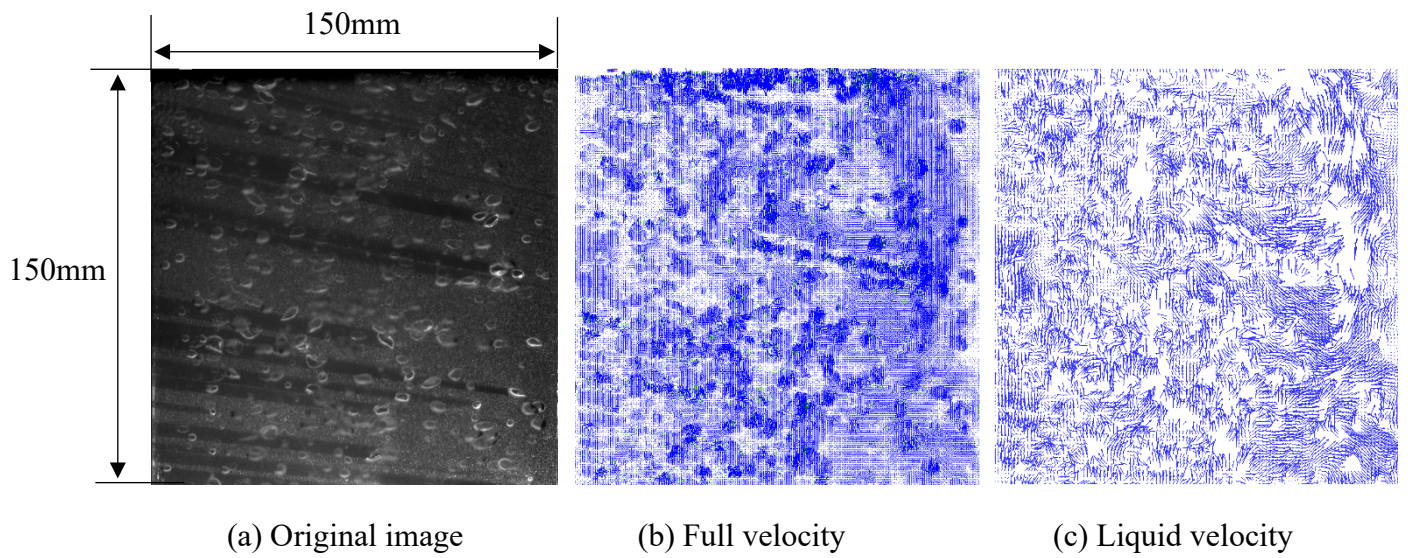 150mm
150mm
(a) Original image
(b) Full velocity
(c) Liquid velocity